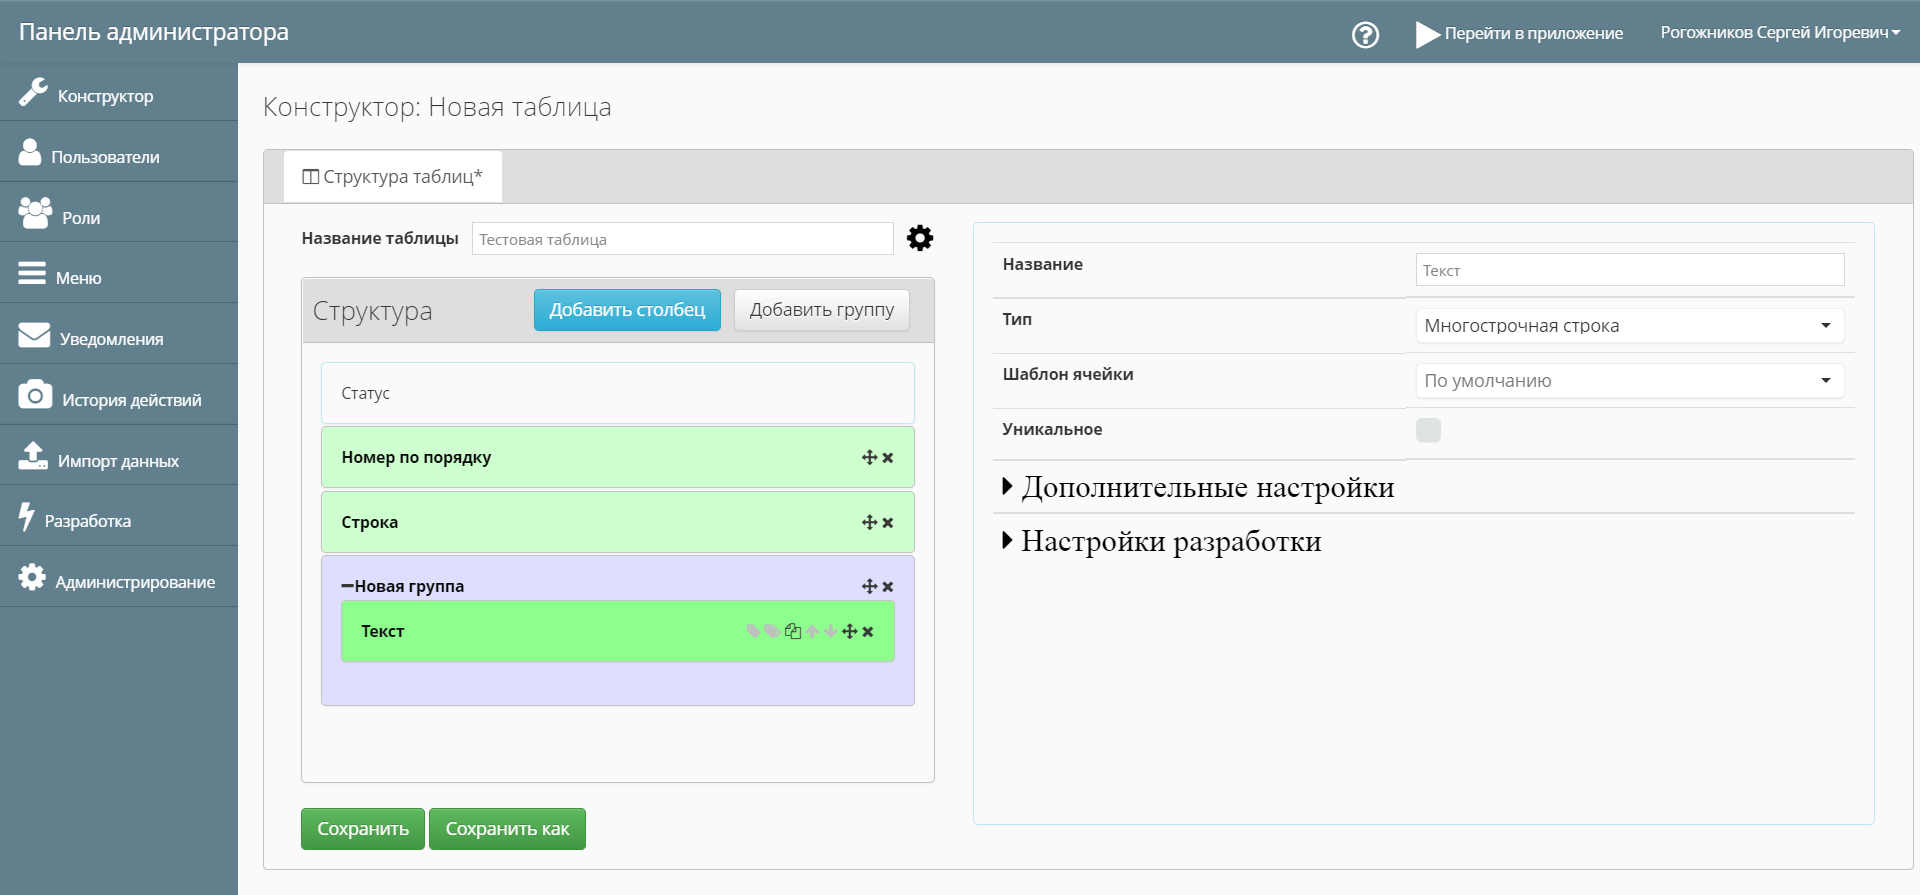 Панель администратора
Перейти в приложение
Рогожников Сергей Игоревич
Конструктор
Пользователи
Роли
Меню
Уведомления
История действий
Импорт данных
Разработка
Администрирование
Конструктор: Новая таблица
Структура таблиц*
Название таблицы
Тестовая таблица
Структура
Добавить столбец
Добавить группу
Статус
Номер по порядку
Строка
Новая группа
Текст
Сохранить
Сохранить как
Название
Текст
Тип
Многострочная строка
Шаблон ячейки
По умолчанию
Уникальное
Дополнительные настройки
Настройки разработки